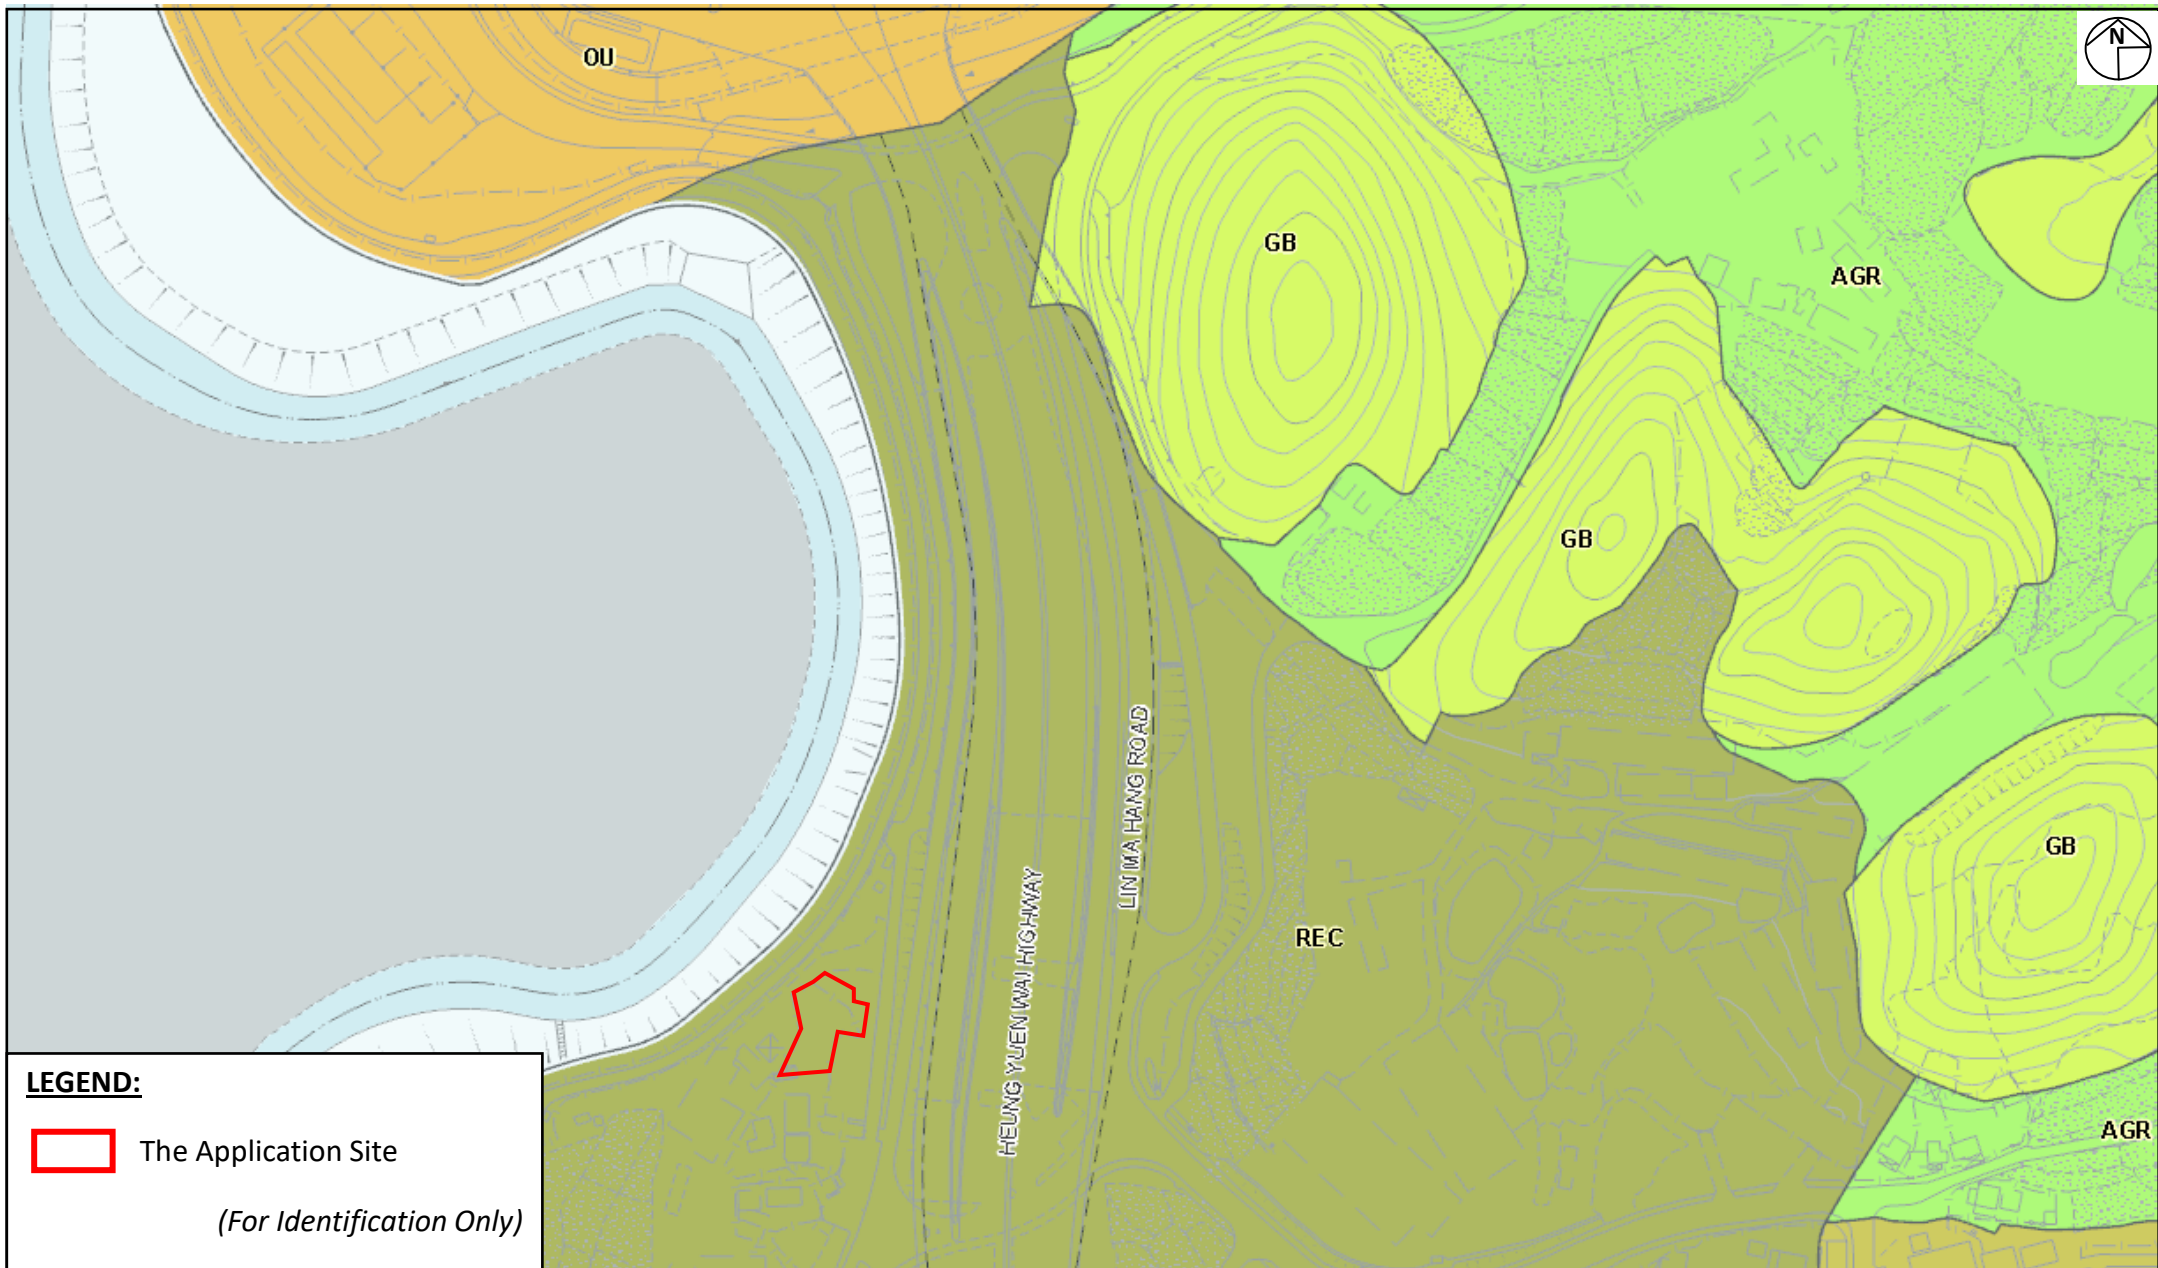 N
OU
GB
AGR
GB
LIN MA HANG ROAD
GB
HEUNG YUEN WAI HIGHWAY
REC
AGR
LEGEND:
The Application Site
(For Identification Only)